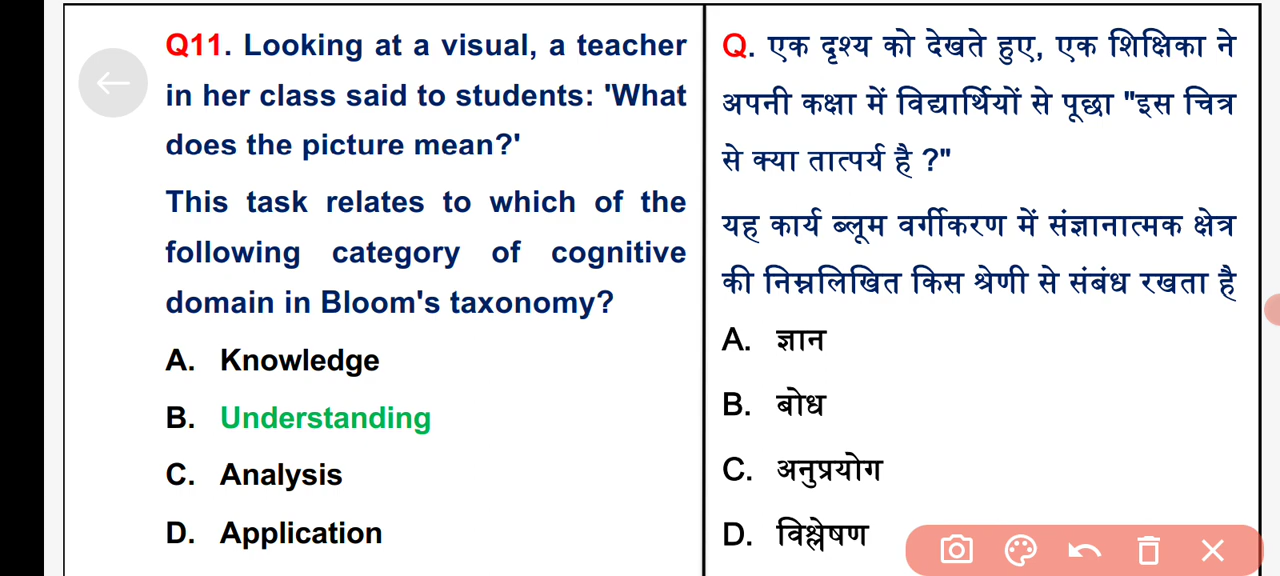 Q11. Looking at a visual, a teacher
in her class said to students: 'What
does the picture mean?'
This task relates to which of the
following category of cognitive
domain in Bloom's taxonomy?
A. Knowledge
B. Understanding
C. Analysis
D. Application
Q. एक दृश्य को देखते हुए, एक शिक्षिका ने
अपनी कक्षा में विद्यार्थियों से पूछा "इस चित्र
से क्या तात्पर्य है ?"
यह कार्य ब्लूम वर्गीकरण में संज्ञानात्मक क्षेत्र
की निम्नलिखित किस श्रेणी से संबंध रखता है
A. ज्ञान
B. बोध
C. अनुप्रयोग
D. विश्लेषण